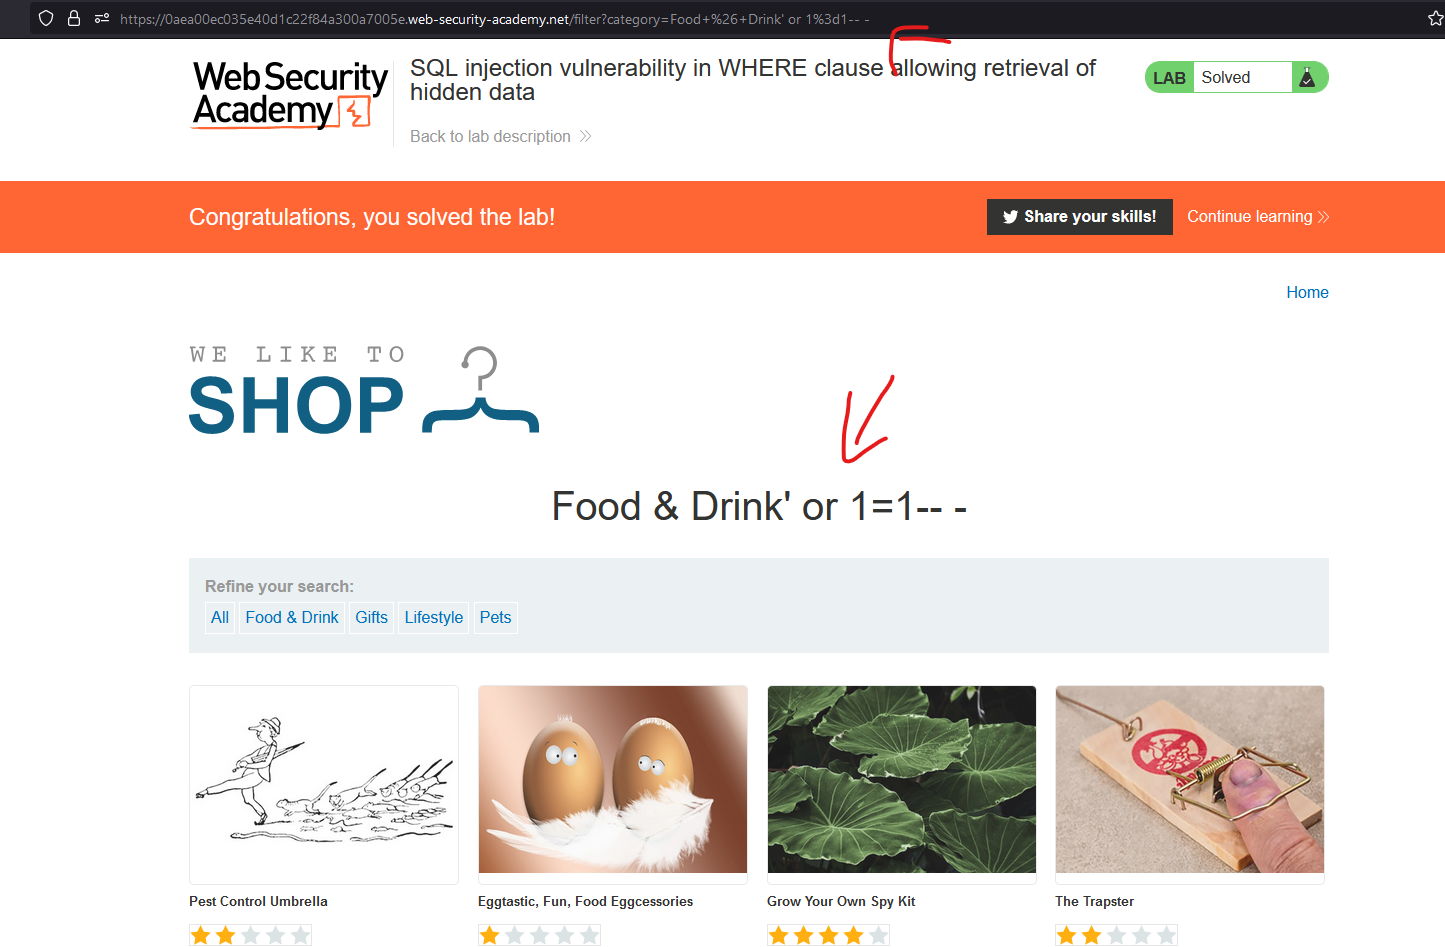 https://0aea00ec035e40d1c22f84a300a7005e.web-security-academy.net/filter?category=Food+%26+Drink' or 1%3d1-- -
Web Security
Academy
SQL injection vulnerability in WHERE clause allowing retrieval of
hidden data
Back to lab description
LAB Solved
Congratulations, you solved the lab!
Share your skills!
Continue learning
Home
WE LIKE TO
SHOP
Food & Drink' or 1=1-- -
Refine your search:
All Food & Drink Gifts Lifestyle Pets
Pest Control Umbrella
Eggtastic, Fun, Food Eggcessories
Grow Your Own Spy Kit
The Trapster